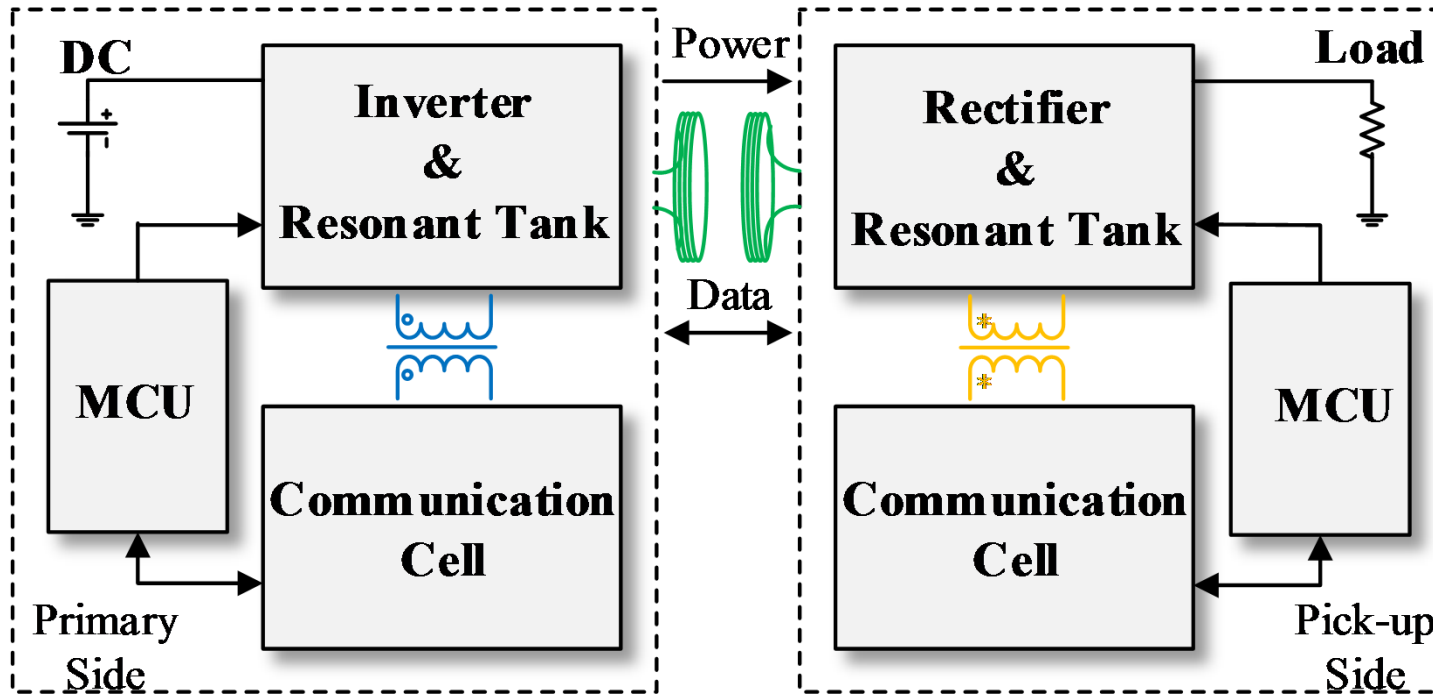 DC
Inverter
&
Resonant Tank
MCU
Communication
Cell
Primary
Side
Power
Data
Rectifier
&
Resonant Tank
Load
MCU
Communication
Cell
Pick-up
Side